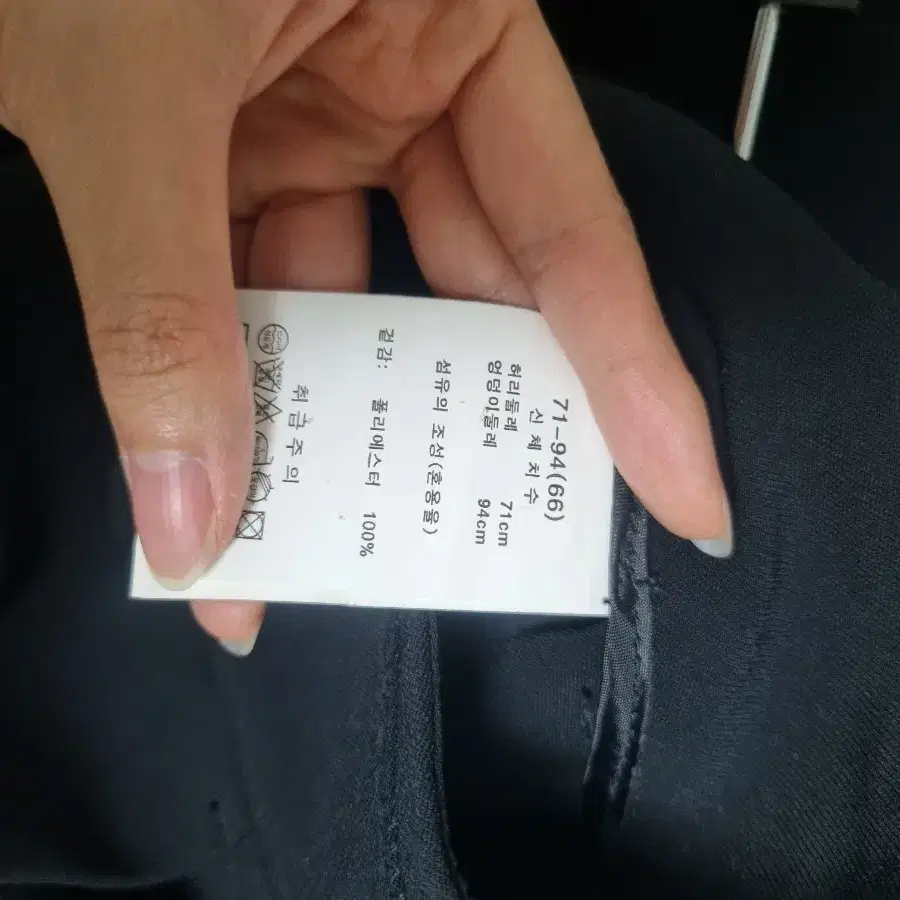 71-94(66)
신 체 치 수
허리둘레 71cm
엉덩이둘레 94cm
섬유의 조성(혼용율)
겉감: 폴리에스터 100%
취급주의